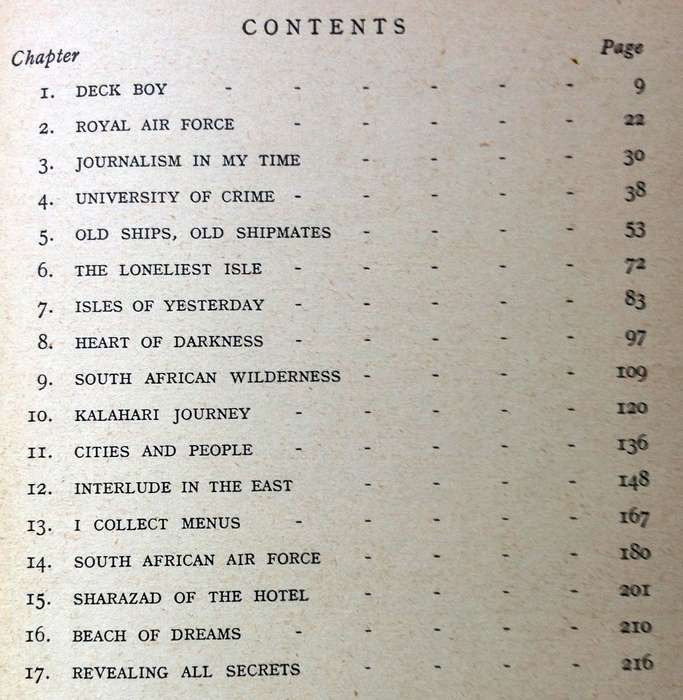 CONTENTS
Chapter Page
1. DECK BOY - - - - - - 9
2. ROYAL AIR FORCE - - - - - 22
3. JOURNALISM IN MY TIME - - - - 30
4. UNIVERSITY OF CRIME - - - - - 38
5. OLD SHIPS, OLD SHIPMATES - - - - 53
6. THE LONELIEST ISLE - - - - - 72
7. ISLES OF YESTERDAY - - - - - 83
8. HEART OF DARKNESS - - - - - 97
9. SOUTH AFRICAN WILDERNESS - - - - 109
10. KALAHARI JOURNEY - - - - - 120
11. CITIES AND PEOPLE - - - - - 136
12. INTERLUDE IN THE EAST - - - - 148
13. I COLLECT MENUS - - - - - 167
14. SOUTH AFRICAN AIR FORCE - - - - 180
15. SHARAZAD OF THE HOTEL - - - - 201
16. BEACH OF DREAMS - - - - - 210
17. REVEALING ALL SECRETS - - - - 216